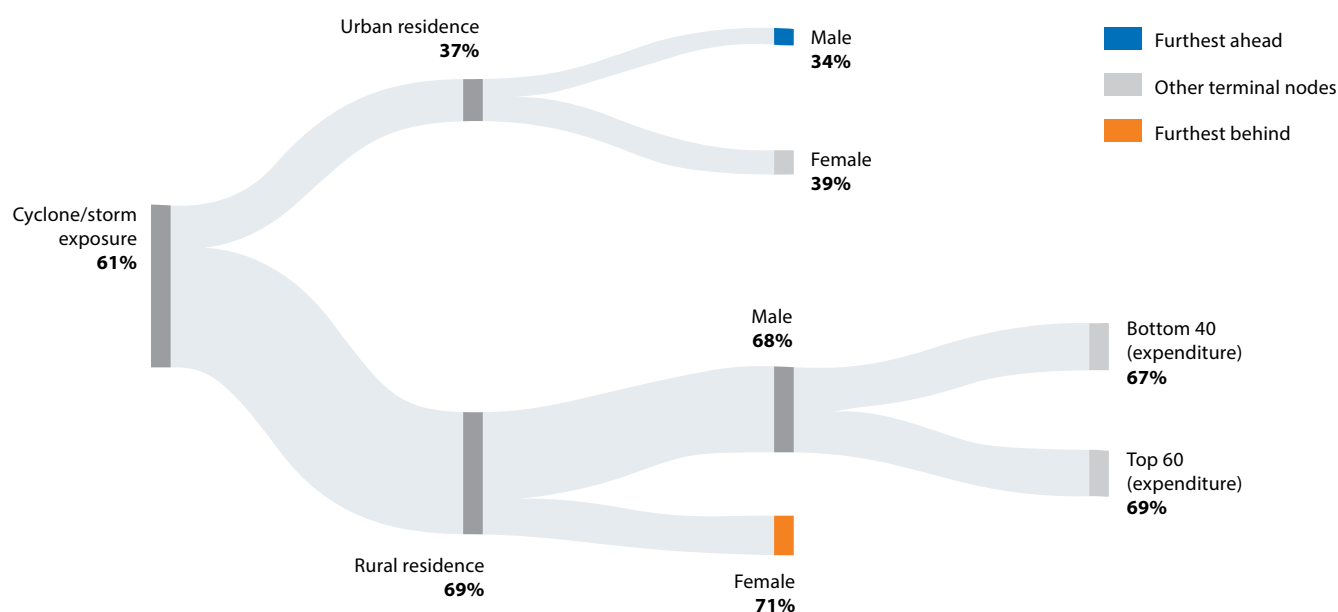 Urban residence
37%
Male
34%
Furthest ahead
Other terminal nodes
Furthest behind
Female
39%
Cyclone/storm
exposure
61%
Male
68%
Bottom 40
(expenditure)
67%
Top 60
(expenditure)
69%
Rural residence
69%
Female
71%